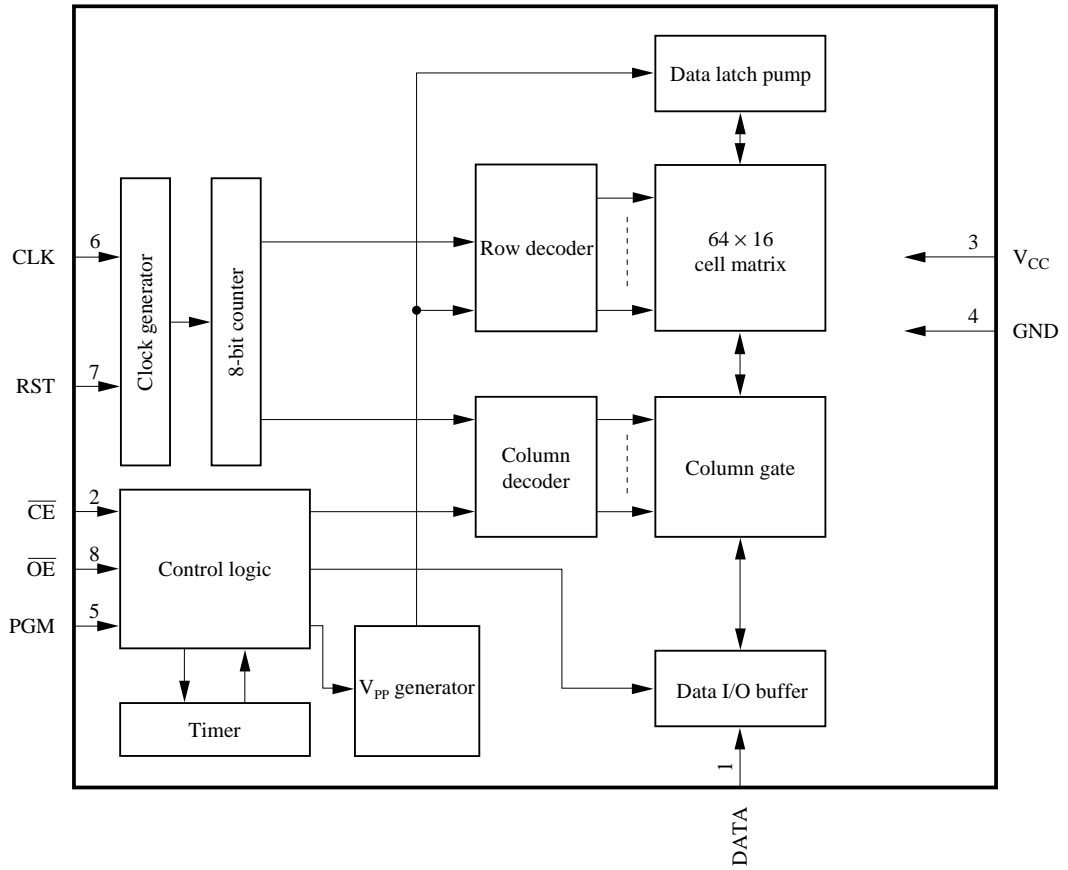 Data latch pump
CLK
6
Clock generator
8-bit counter
Row decoder
64 × 16
cell matrix
3
V_CC
4
GND
RST
7
Column
decoder
Column gate
C̅E̅
2
O̅E̅
8
Control logic
PGM
5
V_PP generator
Data I/O buffer
Timer
1
DATA